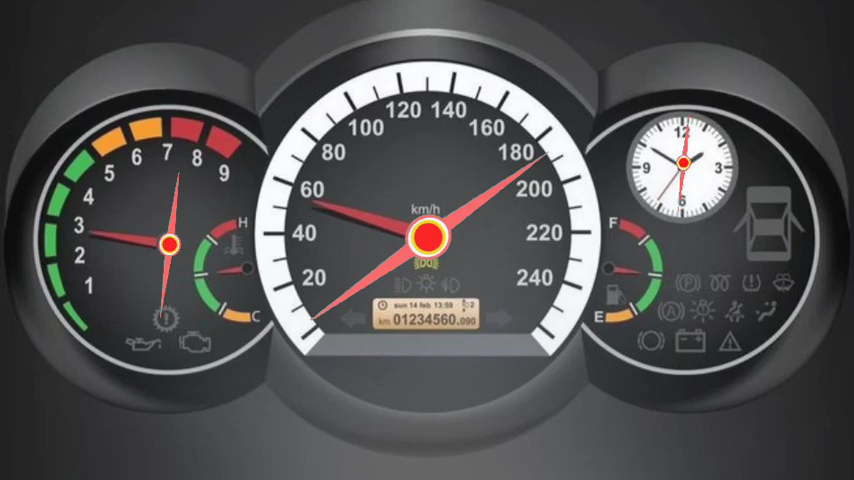 120 140
100 160
80 180
60 200
40 220
20 240
km/h
sun 14 feb 13:59 2
km 01234560.090
1 2 3 4 5 6 7 8 9
H
C
12
3
6
9
F
E